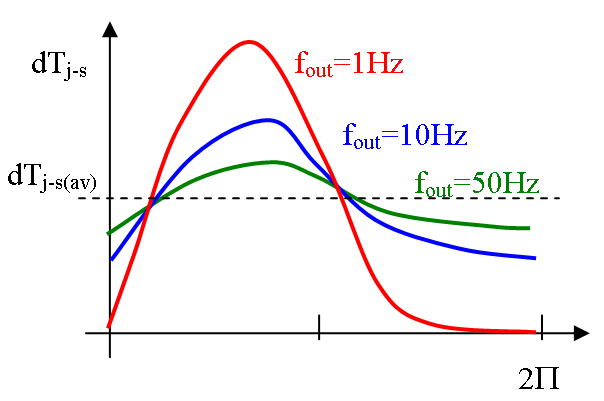 dTj-s
fout=1Hz
fout=10Hz
dTj-s(av)
fout=50Hz
2Π